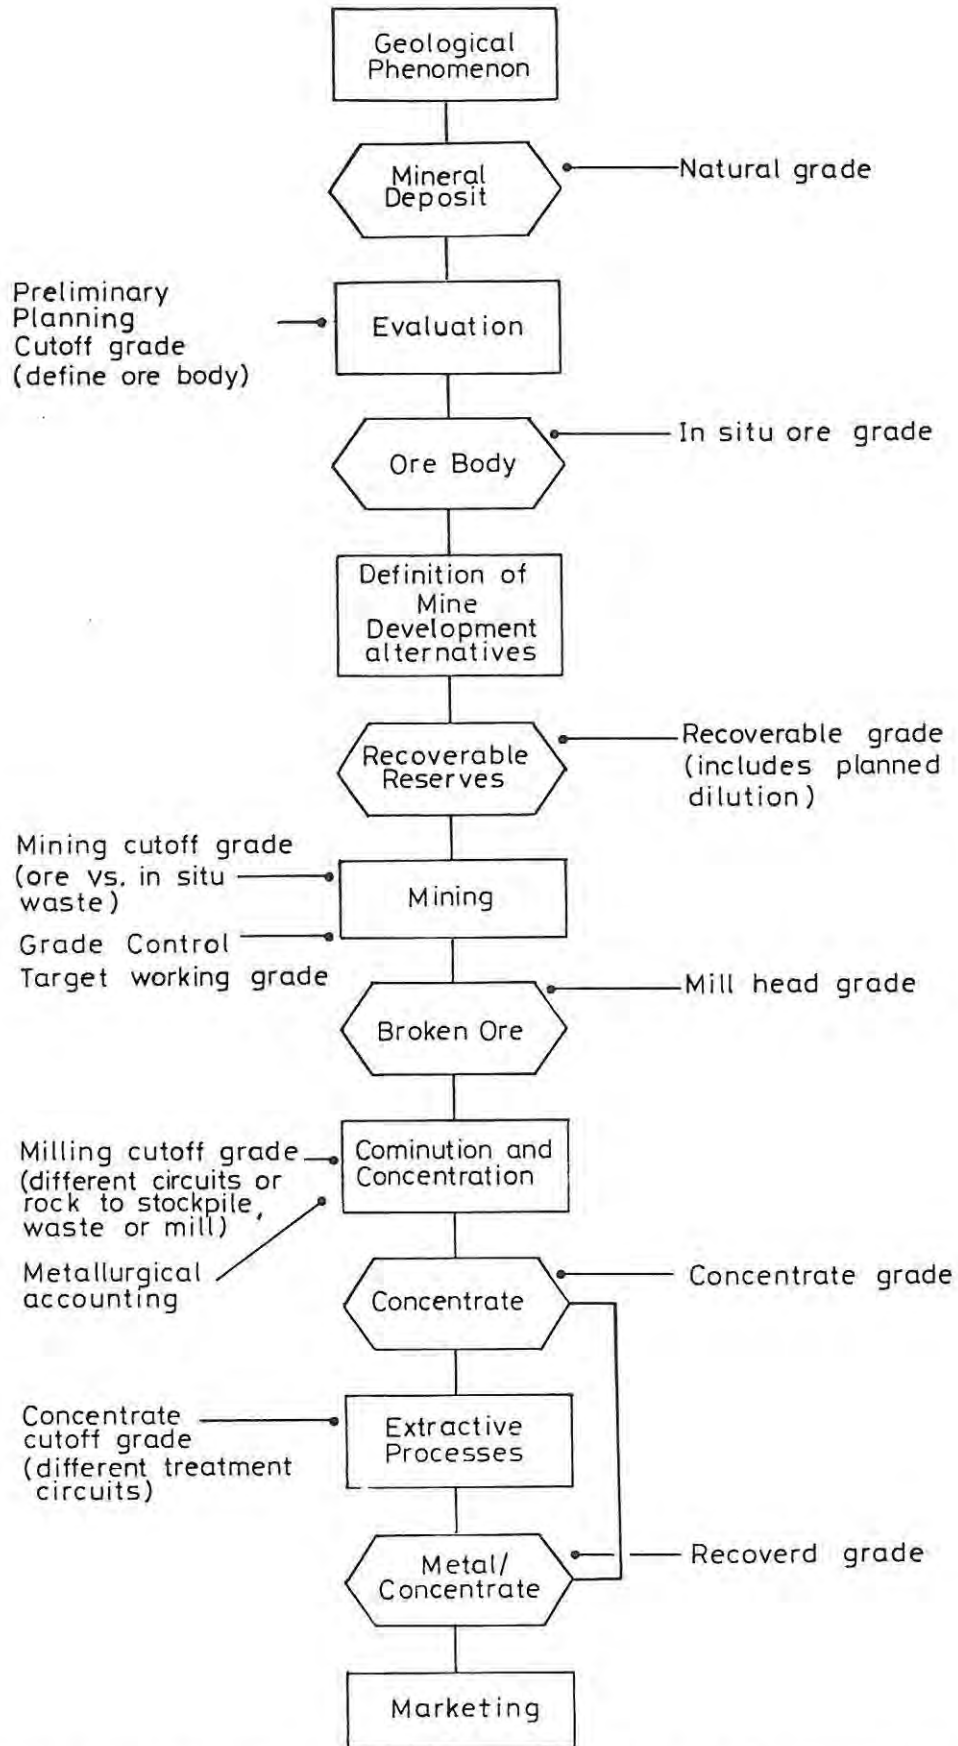 Geological
Phenomenon
Mineral
Deposit
Natural grade
Preliminary
Planning
Cutoff grade
(define ore body)
Evaluation
In situ ore grade
Ore Body
Definition of
Mine
Development
alternatives
Recoverable
Reserves
Recoverable grade
(includes planned
dilution)
Mining cutoff grade
(ore vs. in situ
waste)
Grade Control
Target working grade
Mining
Mill head grade
Broken Ore
Milling cutoff grade
(different circuits or
rock to stockpile,
waste or mill)
Metallurgical
accounting
Cominution and
Concentration
Concentrate grade
Concentrate
Concentrate
cutoff grade
(different treatment
circuits)
Extractive
Processes
Metal/
Concentrate
Recoverd grade
Marketing